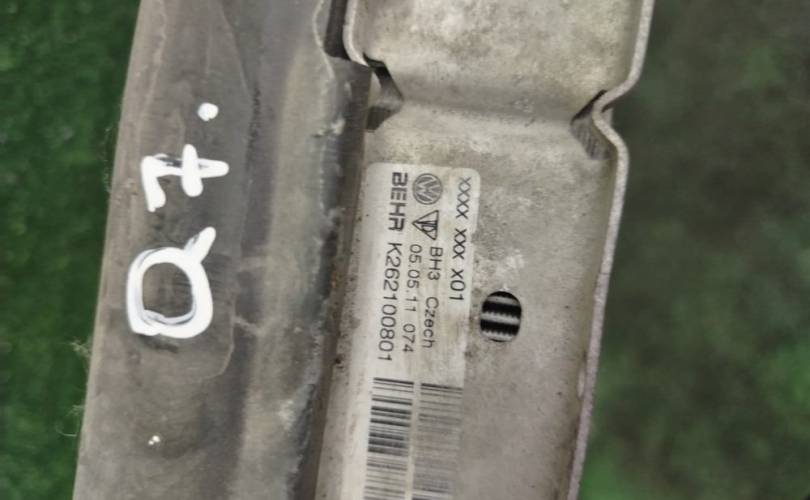 Q7.
XXXX XXX X01
BH3 Czech
05.05.11 074
BEHR K262100801